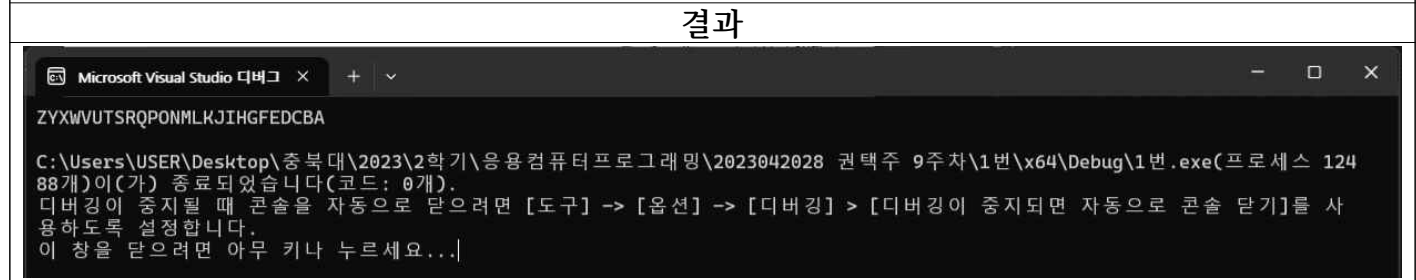 결과
Microsoft Visual Studio 디버그
ZYXWVUTSRQPONMLKJIHGFEDCBA
C:\Users\USER\Desktop\충북대\2023\2학기\응용컴퓨터프로그래밍\2023042028 권택주 9주차\1번\x64\Debug\1번.exe(프로세스 124
88개)이(가) 종료되었습니다(코드: 0개).
디버깅이 중지될 때 콘솔을 자동으로 닫으려면 [도구] -> [옵션] -> [디버깅] > [디버깅이 중지되면 자동으로 콘솔 닫기]를 사
용하도록 설정합니다.
이 창을 닫으려면 아무 키나 누르세요...